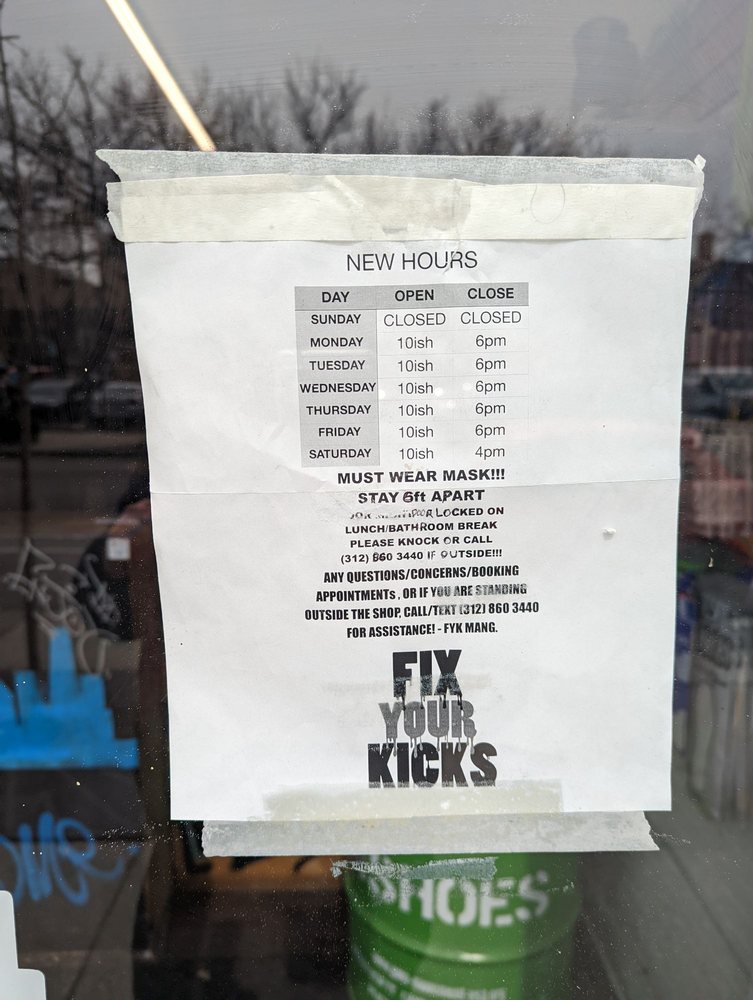 NEW HOURS
DAY OPEN CLOSE
SUNDAY CLOSED CLOSED
MONDAY 10ish 6pm
TUESDAY 10ish 6pm
WEDNESDAY 10ish 6pm
THURSDAY 10ish 6pm
FRIDAY 10ish 6pm
SATURDAY 10ish 4pm
MUST WEAR MASK!!!
STAY 6ft APART
DOOR LOCKED ON
LUNCH/BATHROOM BREAK
PLEASE KNOCK OR CALL
(312) 860 3440 IF OUTSIDE!!!
ANY QUESTIONS/CONCERNS/BOOKING
APPOINTMENTS, OR IF YOU ARE STANDING
OUTSIDE THE SHOP, CALL/TEXT (312) 860 3440
FOR ASSISTANCE! - FYK MANG.
FIX
YOUR
KICKS
SHOES